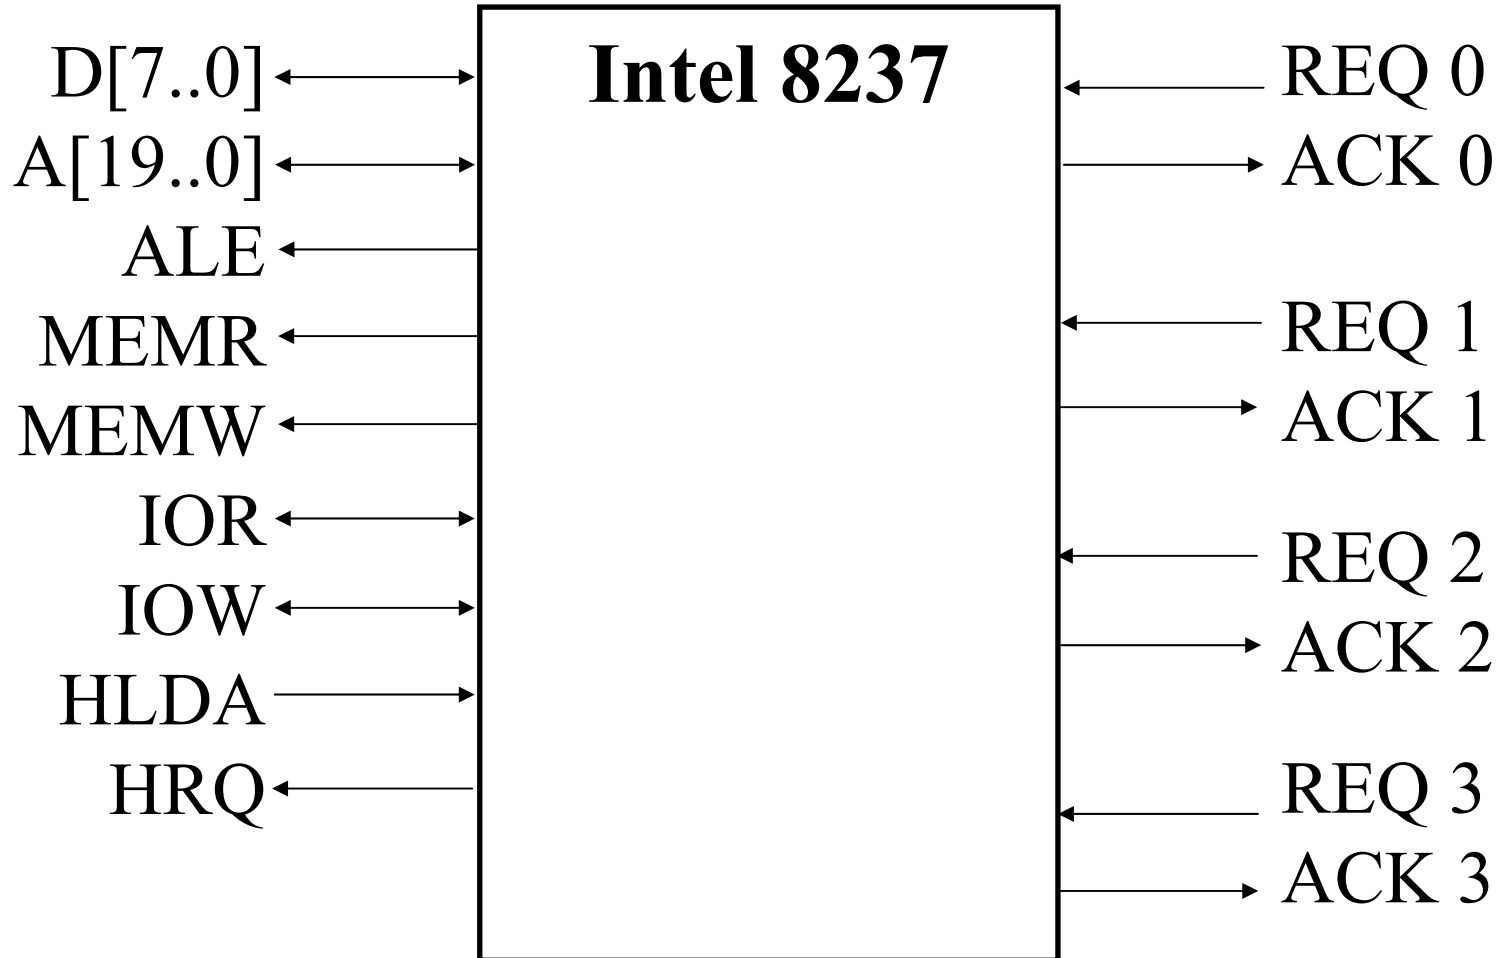 Intel 8237
D[7..0]
A[19..0]
ALE
MEMR
MEMW
IOR
IOW
HLDA
HRQ
REQ 0
ACK 0
REQ 1
ACK 1
REQ 2
ACK 2
REQ 3
ACK 3